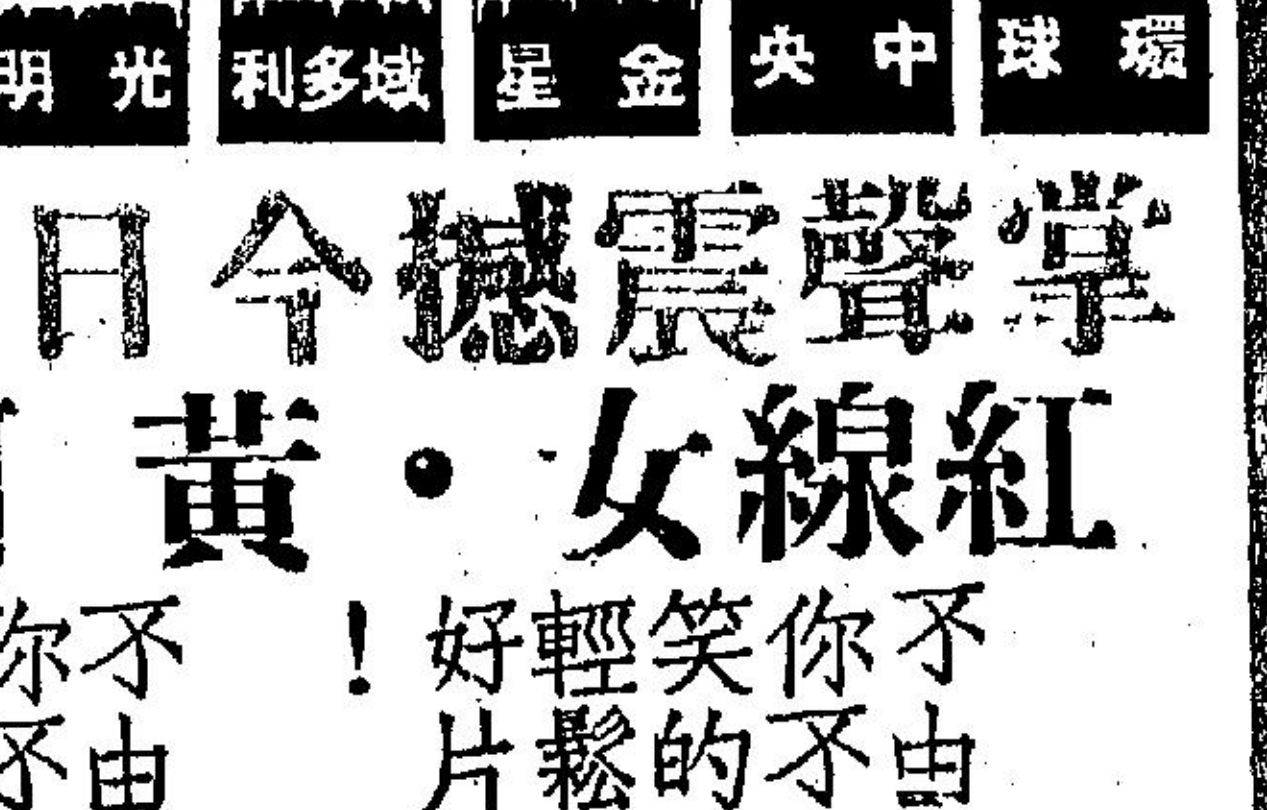 環球
中央
金星
域多利
光明
掌聲震撼今日
紅線女・黃
不由你不笑的輕鬆好片！
不由你不